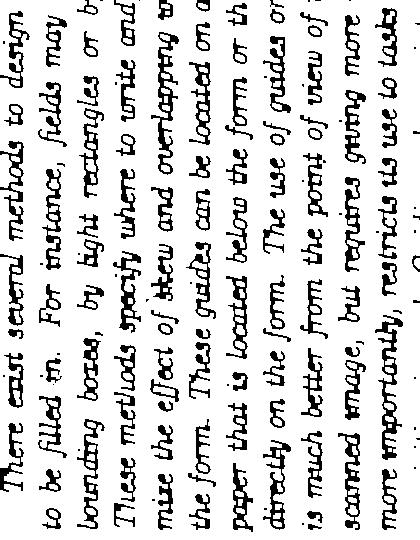 There exist several methods to design
to be filled in. For instance, fields may
bounding boxes, by light rectangles or by
These methods specify where to write and
mize the effect of skew and overlapping
the form. These guides can be located on a
paper that is located below the form or
directly on the form. The use of guides on
is much better from the point of view of
scanned image, but requires giving more
more importantly, restricts its use to tasks